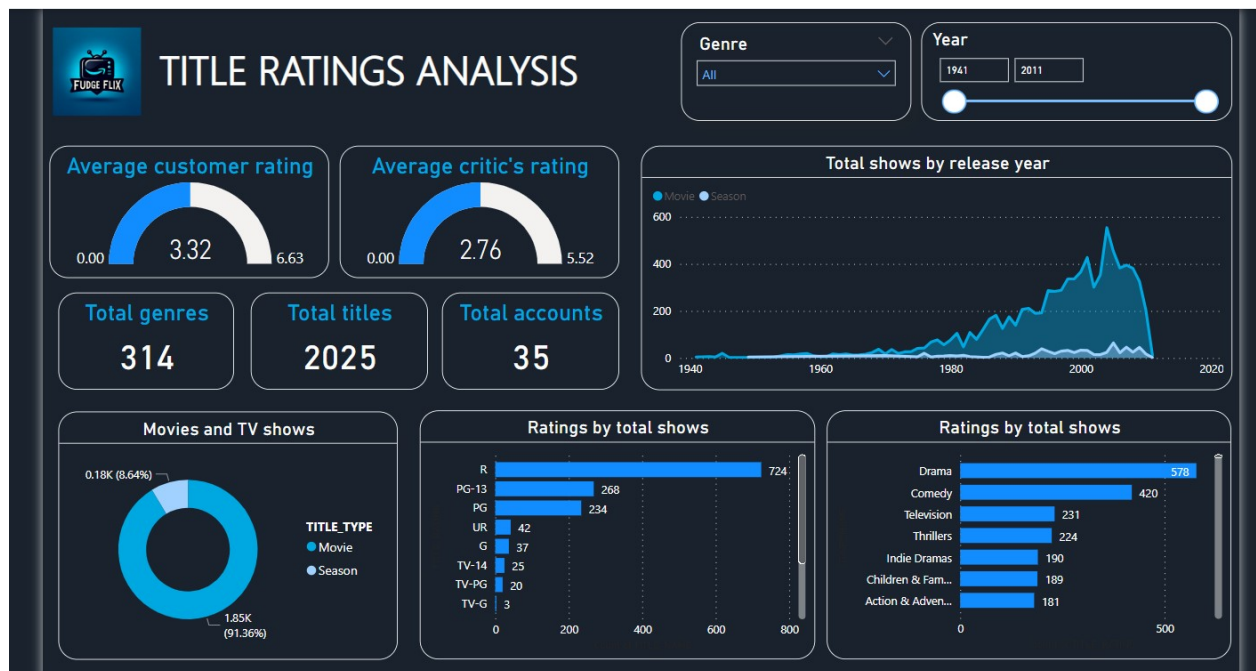 FUDGE FLIX
TITLE RATINGS ANALYSIS
Genre
All
Year
1941
2011
Average customer rating
0.00
3.32
6.63
Average critic's rating
0.00
2.76
5.52
Total genres
314
Total titles
2025
Total accounts
35
Total shows by release year
Movie
Season
600
400
200
0
1940
1960
1980
2000
2020
Movies and TV shows
0.18K (8.64%)
1.85K
(91.36%)
TITLE_TYPE
Movie
Season
Ratings by total shows
R
724
PG-13
268
PG
234
UR
42
G
37
TV-14
25
TV-PG
20
TV-G
3
0
200
400
600
800
Ratings by total shows
Drama
578
Comedy
420
Television
231
Thrillers
224
Indie Dramas
190
Children & Fam...
189
Action & Adven...
181
0
500